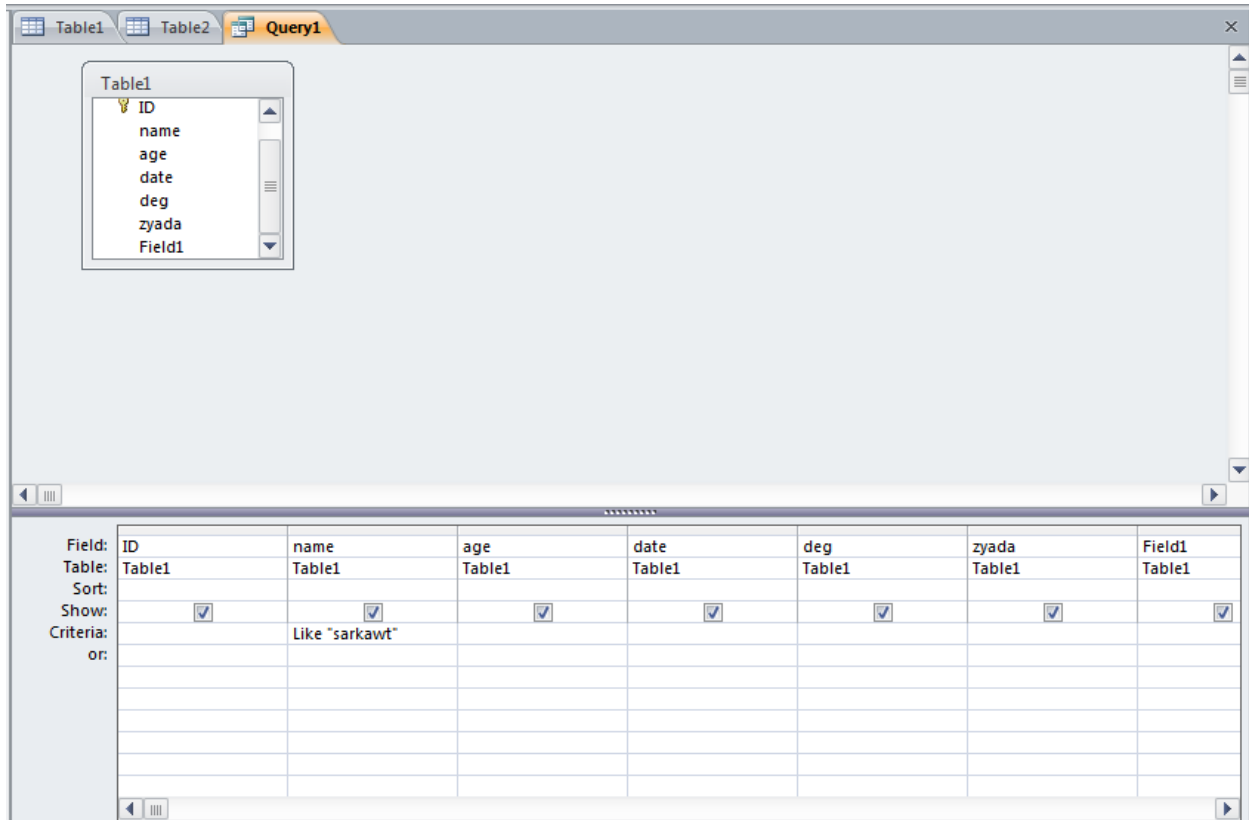 Table1 Table2 Query1
Table1
ID
name
age
date
deg
zyada
Field1
Field: ID name age date deg zyada Field1
Table: Table1 Table1 Table1 Table1 Table1 Table1 Table1
Sort:
Show:
Criteria: Like "sarkawt"
or: